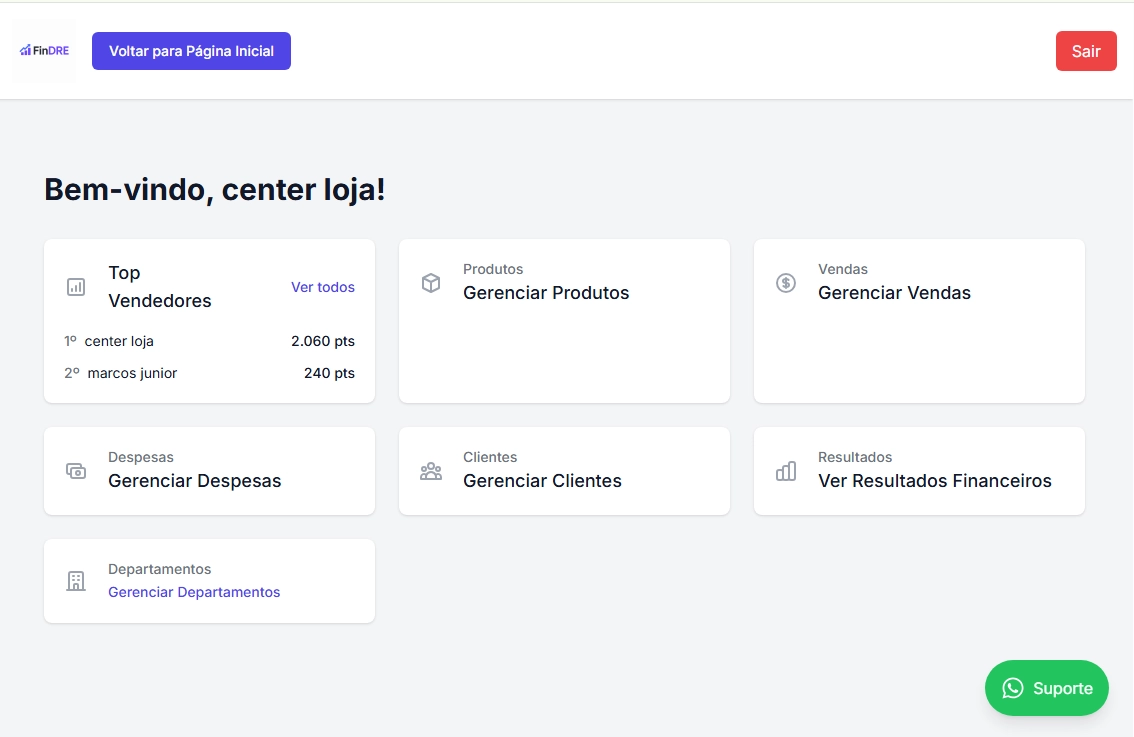 FinDRE
Voltar para Página Inicial
Sair
Bem-vindo, center loja!
Top
Vendedores
Ver todos
1º center loja
2.060 pts
2º marcos junior
240 pts
Produtos
Gerenciar Produtos
Vendas
Gerenciar Vendas
Despesas
Gerenciar Despesas
Clientes
Gerenciar Clientes
Resultados
Ver Resultados Financeiros
Departamentos
Gerenciar Departamentos
Suporte